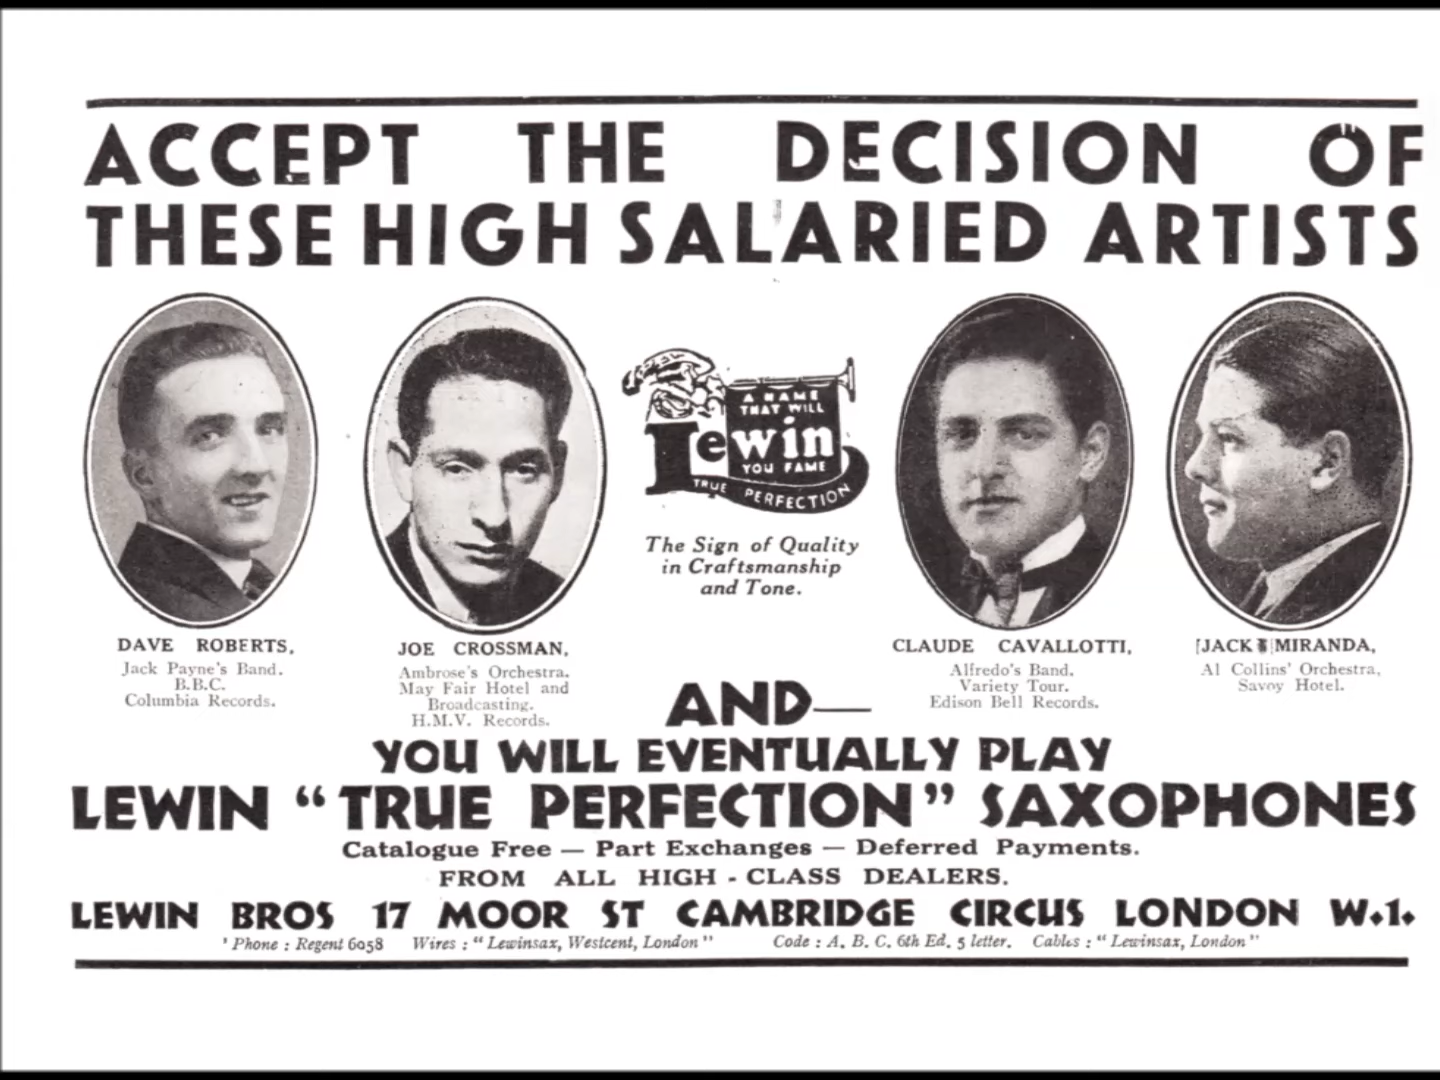 ACCEPT THE DECISION OF
THESE HIGH SALARIED ARTISTS
A NAME
THAT WILL
Lewin
YOU FAME
TRUE PERFECTION
The Sign of Quality
in Craftsmanship
and Tone.
DAVE ROBERTS,
Jack Payne's Band.
B.B.C.
Columbia Records.
JOE CROSSMAN,
Ambrose's Orchestra.
May Fair Hotel and
Broadcasting.
H.M.V. Records.
CLAUDE CAVALLOTTI,
Alfredo's Band.
Variety Tour.
Edison Bell Records.
JACK MIRANDA,
Al Collins' Orchestra,
Savoy Hotel.
AND—
YOU WILL EVENTUALLY PLAY
LEWIN "TRUE PERFECTION" SAXOPHONES
Catalogue Free — Part Exchanges — Deferred Payments.
FROM ALL HIGH - CLASS DEALERS.
LEWIN BROS 17 MOOR ST CAMBRIDGE CIRCUS LONDON W.1.
'Phone : Regent 6058 Wires : "Lewinsax, Westcent, London" Code : A. B. C. 6th Ed. 5 letter. Cables : "Lewinsax, London"